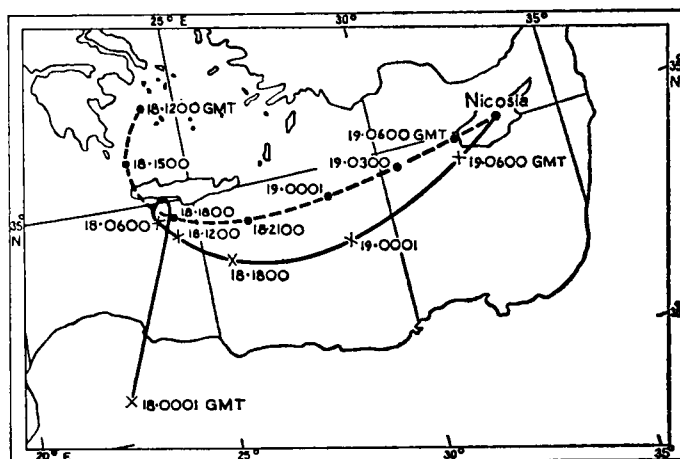 25° E 30° 35°
35°
N
18·1200 GMT
Nicosia
19·0600 GMT
18·1500
19·0300
19·0600 GMT
19·0001
35°
N
18·0600
18·1800
18·1200
18·2100
19·0001
18·1800
30°
N
18·0001 GMT
20° E 25° 30° 35°